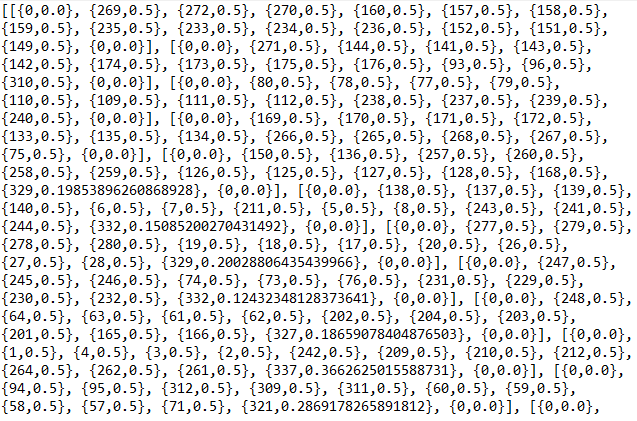 [[{0,0.0}, {269,0.5}, {272,0.5}, {270,0.5}, {160,0.5}, {157,0.5}, {158,0.5},
{159,0.5}, {235,0.5}, {233,0.5}, {234,0.5}, {236,0.5}, {152,0.5}, {151,0.5},
{149,0.5}, {0,0.0}], [{0,0.0}, {271,0.5}, {144,0.5}, {141,0.5}, {143,0.5},
{142,0.5}, {174,0.5}, {173,0.5}, {175,0.5}, {176,0.5}, {93,0.5}, {96,0.5},
{310,0.5}, {0,0.0}], [{0,0.0}, {80,0.5}, {78,0.5}, {77,0.5}, {79,0.5},
{110,0.5}, {109,0.5}, {111,0.5}, {112,0.5}, {238,0.5}, {237,0.5}, {239,0.5},
{240,0.5}, {0,0.0}], [{0,0.0}, {169,0.5}, {170,0.5}, {171,0.5}, {172,0.5},
{133,0.5}, {135,0.5}, {134,0.5}, {266,0.5}, {265,0.5}, {268,0.5}, {267,0.5},
{75,0.5}, {0,0.0}], [{0,0.0}, {150,0.5}, {136,0.5}, {257,0.5}, {260,0.5},
{258,0.5}, {259,0.5}, {126,0.5}, {125,0.5}, {127,0.5}, {128,0.5}, {168,0.5},
{329,0.19853896260868928}, {0,0.0}], [{0,0.0}, {138,0.5}, {137,0.5}, {139,0.5},
{140,0.5}, {6,0.5}, {7,0.5}, {211,0.5}, {5,0.5}, {8,0.5}, {243,0.5}, {241,0.5},
{244,0.5}, {332,0.15085200270431492}, {0,0.0}], [{0,0.0}, {277,0.5}, {279,0.5},
{278,0.5}, {280,0.5}, {19,0.5}, {18,0.5}, {17,0.5}, {20,0.5}, {26,0.5},
{27,0.5}, {28,0.5}, {329,0.20028806435439966}, {0,0.0}], [{0,0.0}, {247,0.5},
{245,0.5}, {246,0.5}, {74,0.5}, {73,0.5}, {76,0.5}, {231,0.5}, {229,0.5},
{230,0.5}, {232,0.5}, {332,0.12432348128373641}, {0,0.0}], [{0,0.0}, {248,0.5},
{64,0.5}, {63,0.5}, {61,0.5}, {62,0.5}, {202,0.5}, {204,0.5}, {203,0.5},
{201,0.5}, {165,0.5}, {166,0.5}, {327,0.18659078404876503}, {0,0.0}], [{0,0.0},
{1,0.5}, {4,0.5}, {3,0.5}, {2,0.5}, {242,0.5}, {209,0.5}, {210,0.5}, {212,0.5},
{264,0.5}, {262,0.5}, {261,0.5}, {337,0.3662625015588731}, {0,0.0}], [{0,0.0},
{94,0.5}, {95,0.5}, {312,0.5}, {309,0.5}, {311,0.5}, {60,0.5}, {59,0.5},
{58,0.5}, {57,0.5}, {71,0.5}, {321,0.2869178265891812}, {0,0.0}], [{0,0.0},